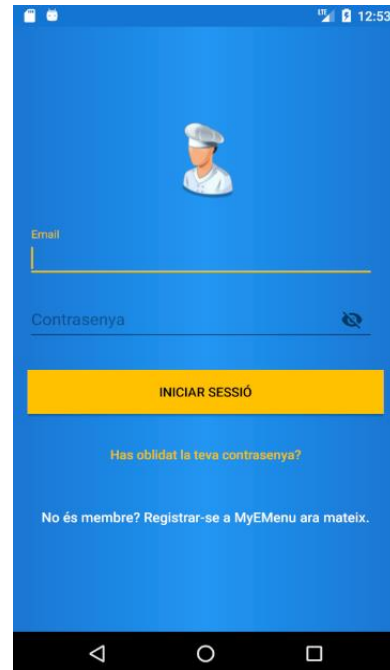 LTE 12:53
Email
Contrasenya
INICIAR SESSIÓ
Has oblidat la teva contrasenya?
No és membre? Registrar-se a MyEMenu ara mateix.